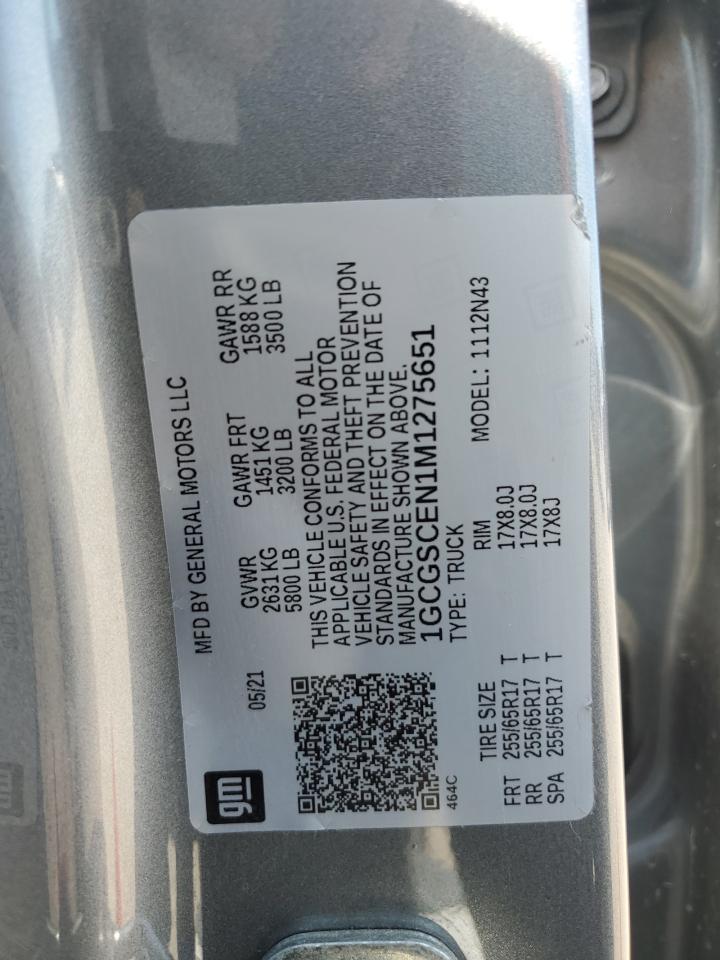 gm
MFD BY GENERAL MOTORS LLC
05/21
GVWR GAWR FRT GAWR RR
2631 KG 1451 KG 1588 KG
5800 LB 3200 LB 3500 LB
THIS VEHICLE CONFORMS TO ALL
APPLICABLE U.S. FEDERAL MOTOR
VEHICLE SAFETY AND THEFT PREVENTION
STANDARDS IN EFFECT ON THE DATE OF
MANUFACTURE SHOWN ABOVE.
1GCGSCEN1M1275651
464C TYPE: TRUCK MODEL: 1112N43
TIRE SIZE RIM
FRT 255/65R17 T 17X8.0J
RR 255/65R17 T 17X8.0J
SPA 255/65R17 T 17X8J